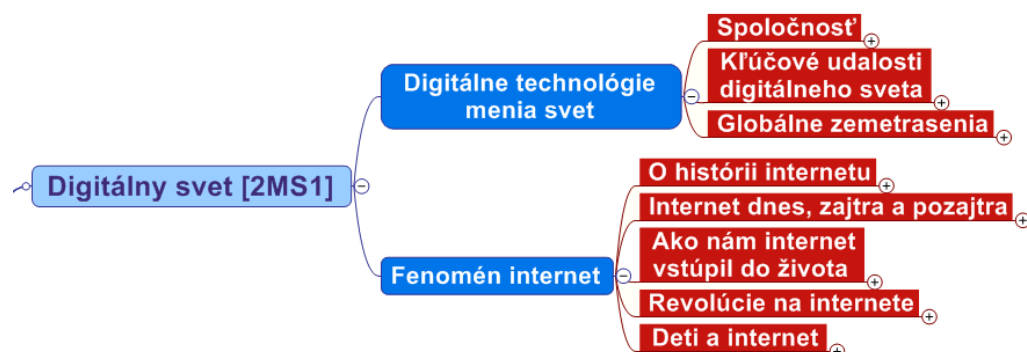 Digitálny svet [2MS1]
Digitálne technológie
menia svet
Spoločnosť
Kľúčové udalosti
digitálneho sveta
Globálne zemetrasenia
Fenomén internet
O histórii internetu
Internet dnes, zajtra a pozajtra
Ako nám internet
vstúpil do života
Revolúcie na internete
Deti a internet